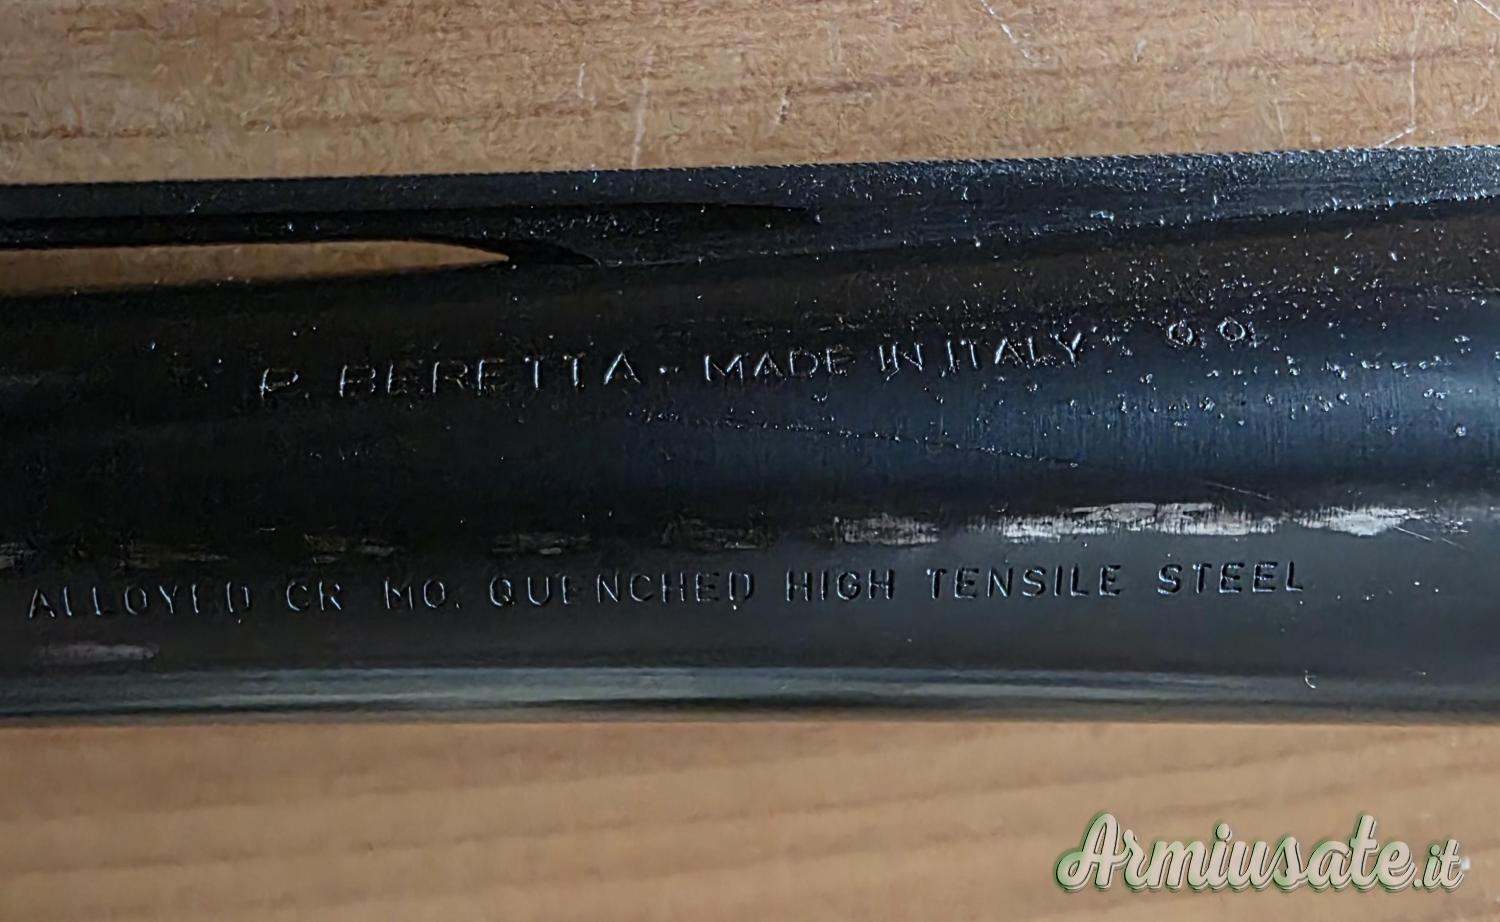 P. BERETTA - MADE IN ITALY
ALLOYED CR MO. QUENCHED HIGH TENSILE STEEL
Armiusate.it